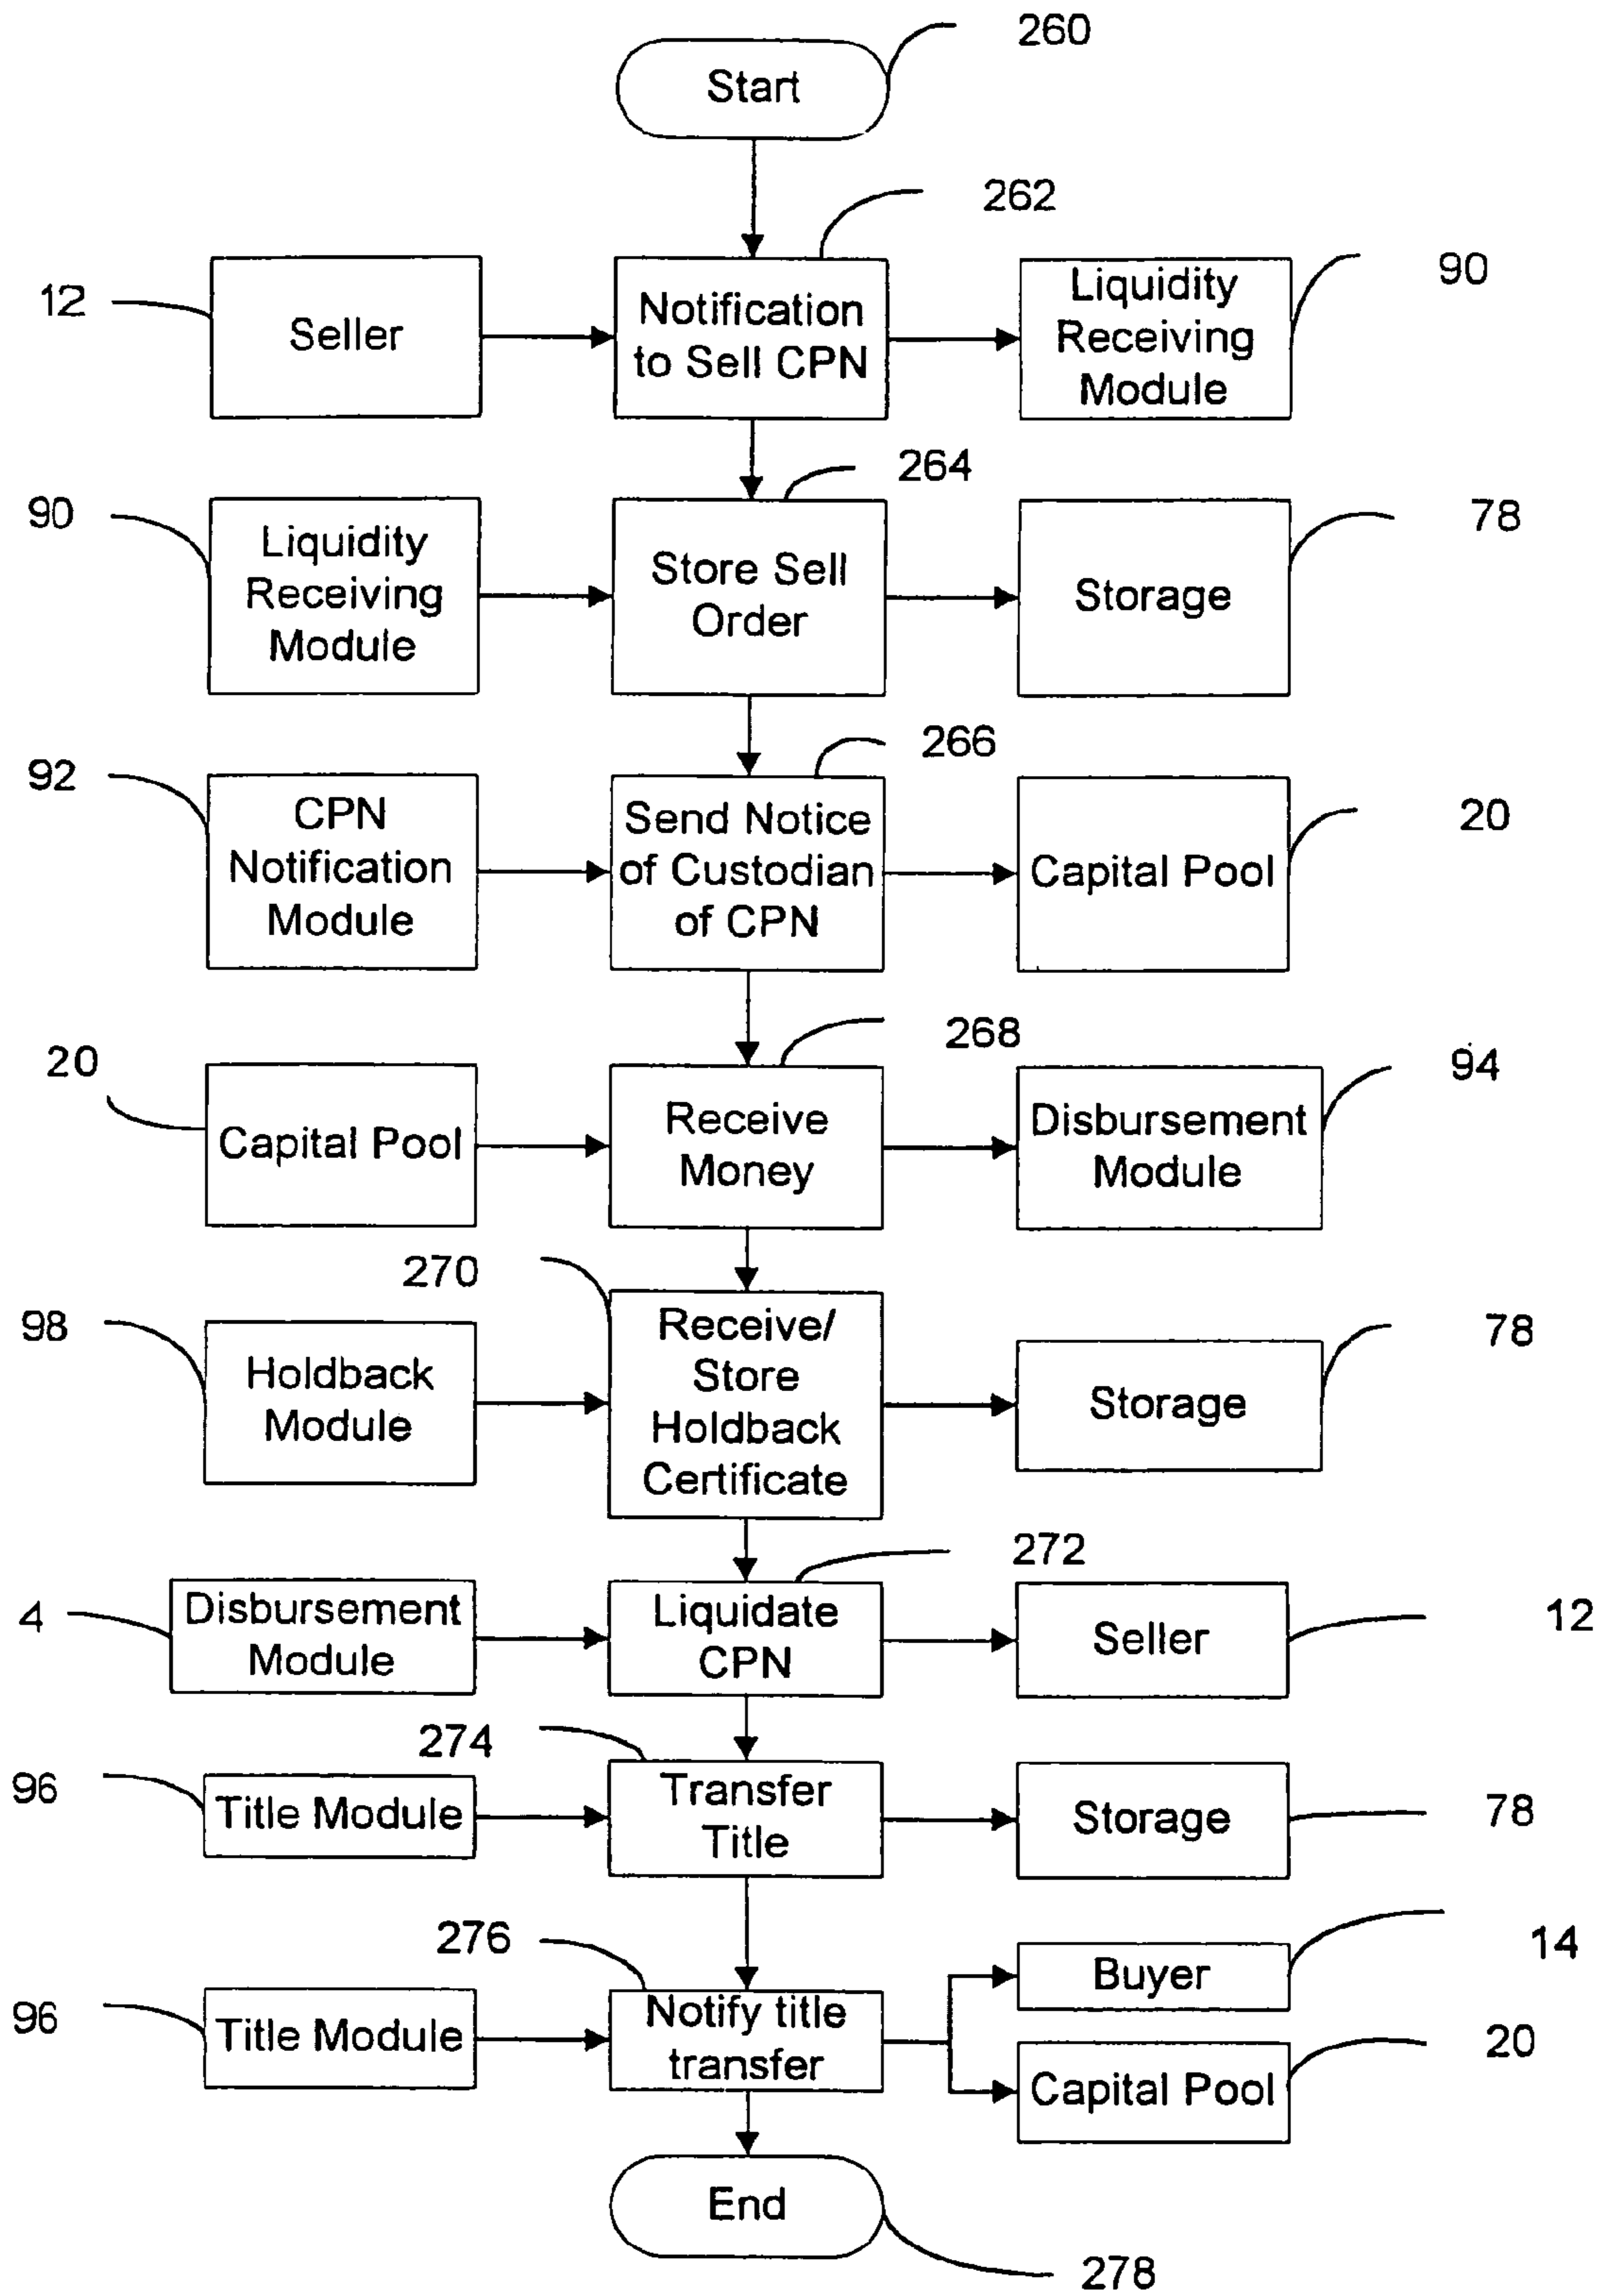 260
Start
262
12
Seller
Notification
to Sell CPN
Liquidity
Receiving
Module
90
264
90
Liquidity
Receiving
Module
Store Sell
Order
Storage
78
266
92
CPN
Notification
Module
Send Notice
of Custodian
of CPN
Capital Pool
20
268
20
Capital Pool
Receive
Money
Disbursement
Module
94
270
98
Holdback
Module
Receive/
Store
Holdback
Certificate
Storage
78
272
4
Disbursement
Module
Liquidate
CPN
Seller
12
274
96
Title Module
Transfer
Title
Storage
78
276
96
Title Module
Notify title
transfer
Buyer
14
Capital Pool
20
End
278